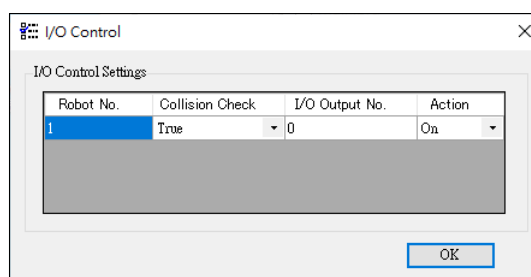 I/O Control
I/O Control Settings
Robot No. Collision Check I/O Output No. Action
1 True 0 On
OK